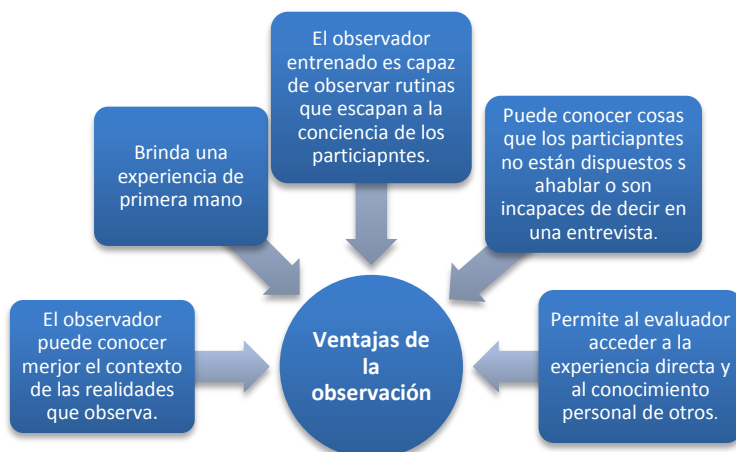 El observador
entrenado es capaz
de observar rutinas
que escapan a la
conciencia de los
particiapntes.
Brinda una
experiencia de
primera mano
Puede conocer cosas
que los particiapntes
no están dispuestos s
ahablar o son
incapaces de decir en
una entrevista.
El observador
puede conocer
merjor el contexto
de las realidades
que observa.
Ventajas de
la
observación
Permite al evaluador
acceder a la
experiencia directa y
al conocimiento
personal de otros.